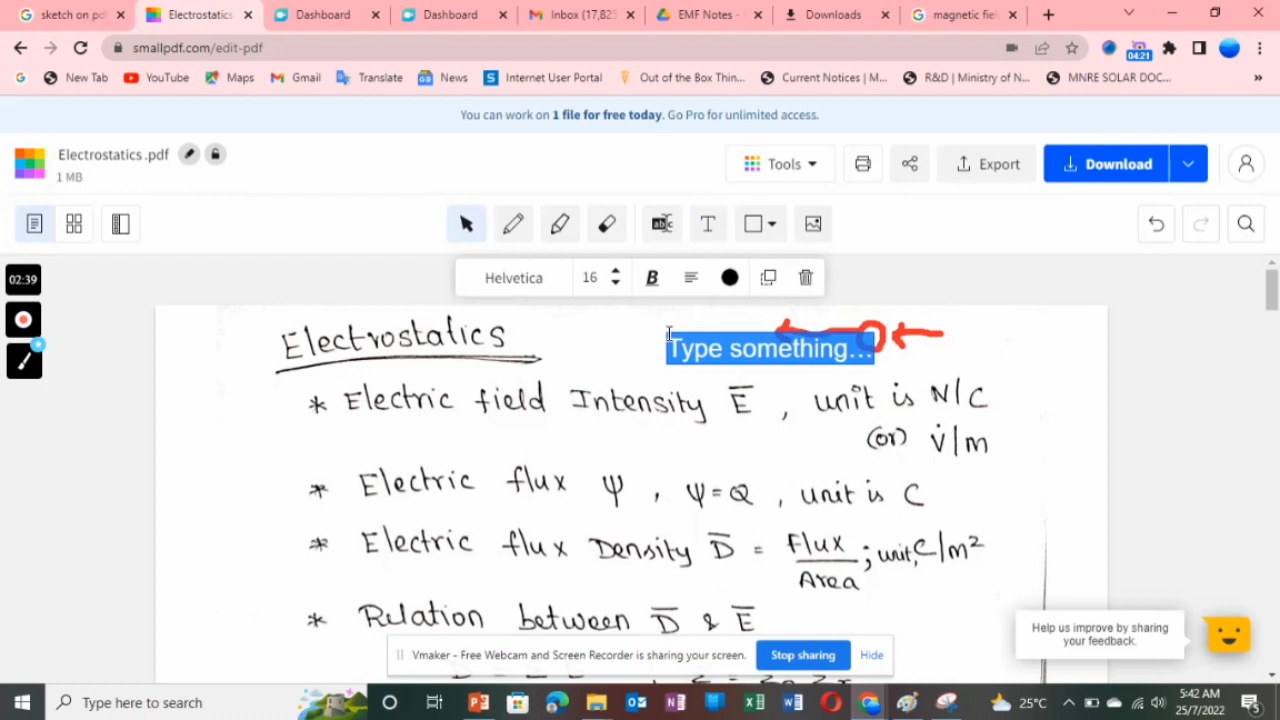 sketch on pd
Electrostatics
Dashboard
Dashboard
Inbox (17,825
EMF Notes -
Downloads
magnetic fiel
smallpdf.com/edit-pdf
04:21
New Tab
YouTube
Maps
Gmail
Translate
News
Internet User Portal
Out of the Box Thin...
Current Notices | M...
R&D | Ministry of N...
MNRE SOLAR DOC...
You can work on 1 file for free today. Go Pro for unlimited access.
Electrostatics .pdf
1 MB
Tools
Export
Download
abc
T
02:39
Helvetica
16
B
Electrostatics
Type something...
* Electric field Intensity E̅ , unit is N/C
(or) V/m
* Electric flux ψ , ψ = Q , unit is C
* Electric flux Density D̅ = Flux/Area ; unit, C/m²
* Relation between D̅ & E̅
Help us improve by sharing
your feedback.
Vmaker - Free Webcam and Screen Recorder is sharing your screen.
Stop sharing
Hide
Type here to search
25°C
5:42 AM
25/7/2022
5